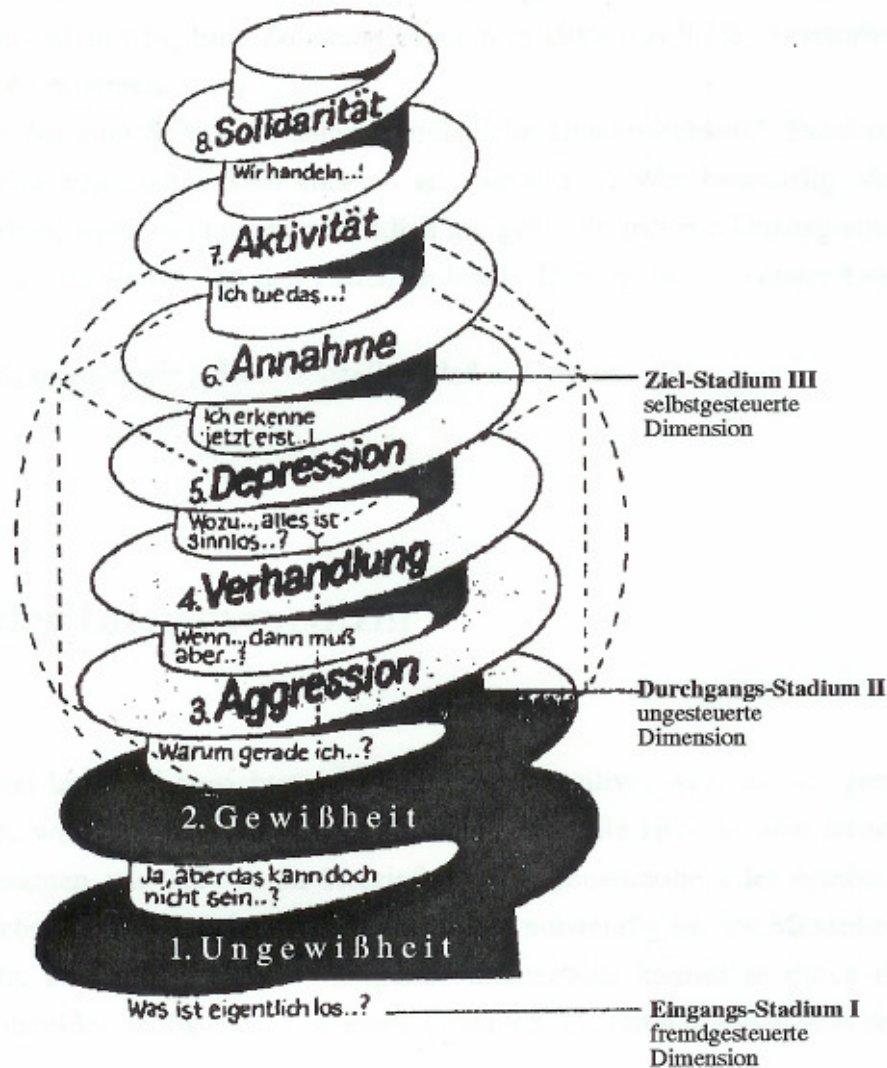 8. Solidarität
Wir handeln..!
7. Aktivität
Ich tue das..!
6. Annahme
Ziel-Stadium III
selbstgesteuerte
Dimension
Ich erkenne
jetzt erst..!
5. Depression
Wozu.., alles ist
sinnlos..?
4. Verhandlung
Wenn.., dann muß
aber..?
3. Aggression
Durchgangs-Stadium II
ungesteuerte
Dimension
Warum gerade ich..?
2. Gewißheit
Ja, aber das kann doch
nicht sein..?
1. Ungewißheit
Was ist eigentlich los..?
Eingangs-Stadium I
fremdgesteuerte
Dimension